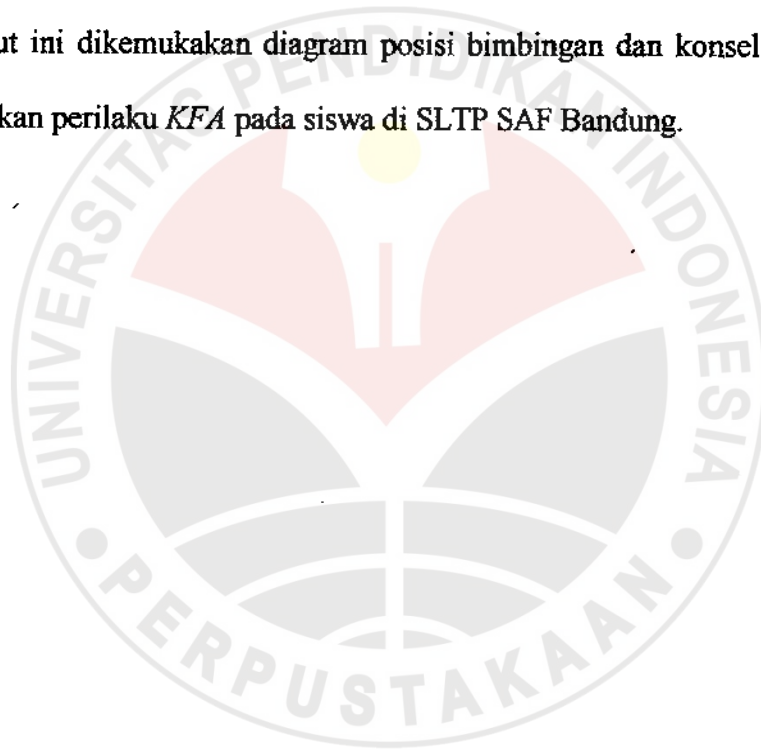 ut ini dikemukakan diagram posisi bimbingan dan konsel
kan perilaku KFA pada siswa di SLTP SAF Bandung.
UNIVERSITAS PENDIDIKAN INDONESIA
PERPUSTAKAAN